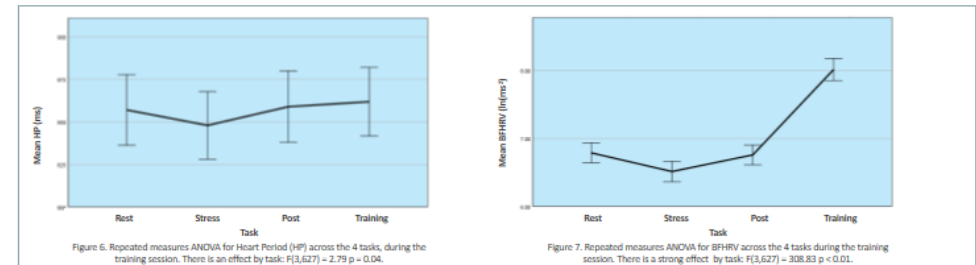 Mean HP (ms)
Rest Stress Post Training
Task
Figure 6. Repeated measures ANOVA for Heart Period (HP) across the 4 tasks, during the
training session. There is an effect by task: F(3,627) = 2.79 p = 0.04.
Mean BFHRV (ln(ms²)
7.00
Rest Stress Post Training
Task
Figure 7. Repeated measures ANOVA for BFHRV across the 4 tasks during the training
session. There is a strong effect by task: F(3,627) = 308.83 p < 0.01.